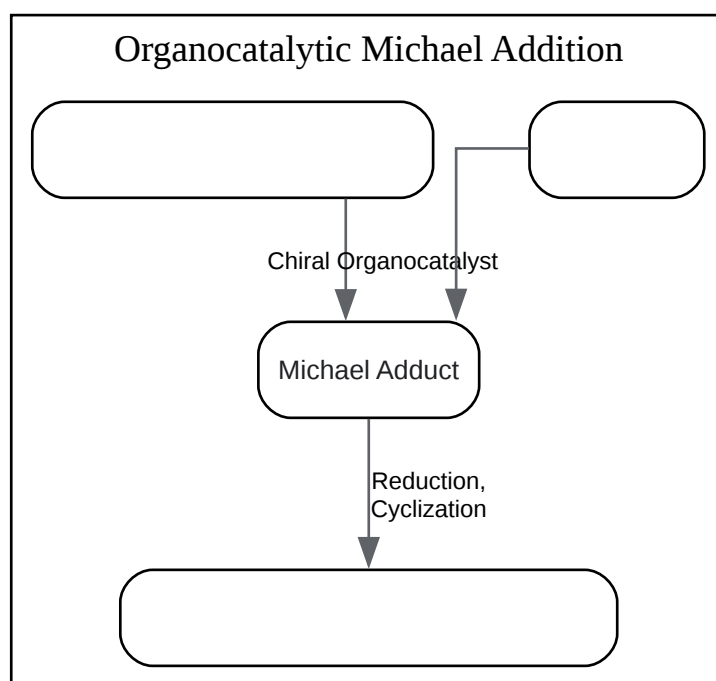 Organocatalytic Michael Addition
Chiral Organocatalyst
Michael Adduct
Reduction,
Cyclization